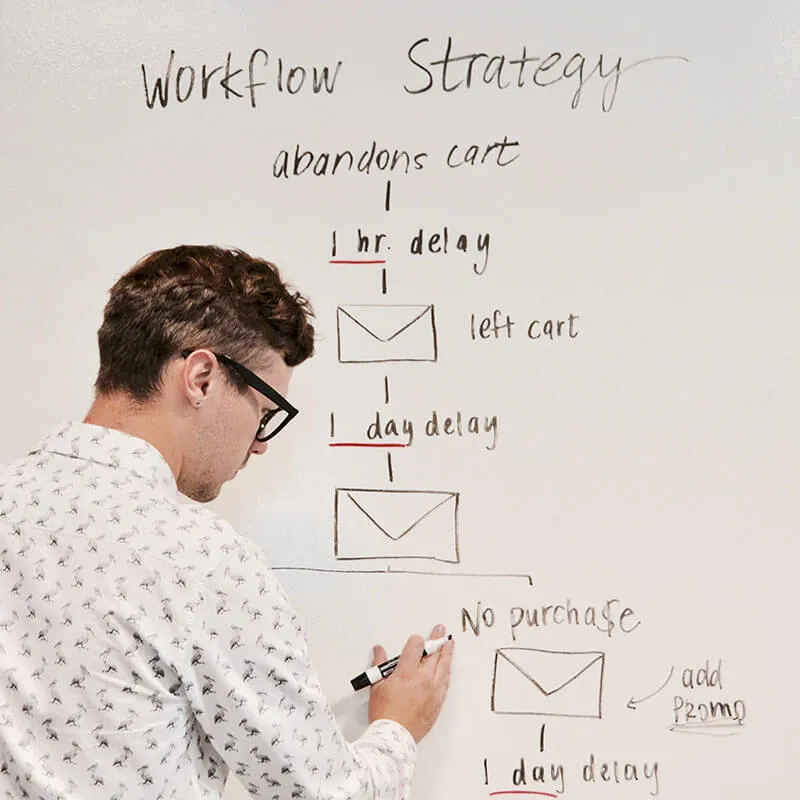 Workflow Strategy
abandons cart
1 hr. delay
left cart
1 day delay
No purcha$e
add
Promo
1 day delay